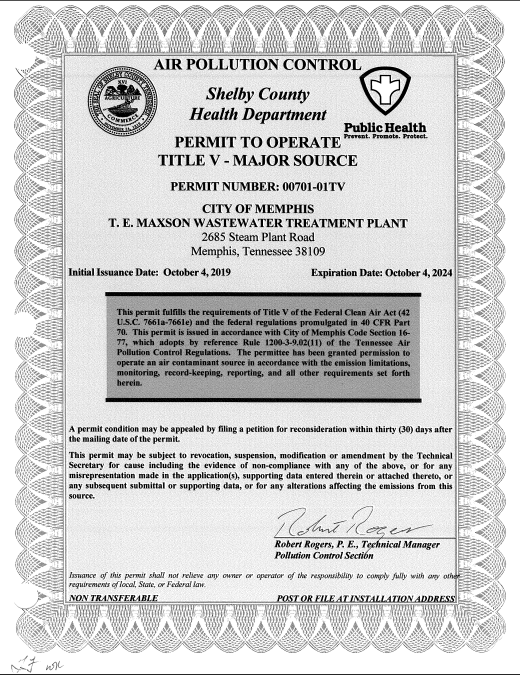 AIR POLLUTION CONTROL
Shelby County
Health Department
AGRICULTURE
COMMERCE
Public Health
Prevent. Promote. Protect.
PERMIT TO OPERATE
TITLE V - MAJOR SOURCE
PERMIT NUMBER: 00701-01TV
CITY OF MEMPHIS
T. E. MAXSON WASTEWATER TREATMENT PLANT
2685 Steam Plant Road
Memphis, Tennessee 38109
Initial Issuance Date: October 4, 2019 Expiration Date: October 4, 2024
This permit fulfills the requirements of Title V of the Federal Clean Air Act (42
U.S.C. 7661a-7661e) and the federal regulations promulgated in 40 CFR Part
70. This permit is issued in accordance with City of Memphis Code Section 16-
77, which adopts by reference Rule 1200-3-9.02(11) of the Tennessee Air
Pollution Control Regulations. The permittee has been granted permission to
operate an air contaminant source in accordance with the emission limitations,
monitoring, record-keeping, reporting, and all other requirements set forth
herein.
A permit condition may be appealed by filing a petition for reconsideration within thirty (30) days after
the mailing date of the permit.
This permit may be subject to revocation, suspension, modification or amendment by the Technical
Secretary for cause including the evidence of non-compliance with any of the above, or for any
misrepresentation made in the application(s), supporting data entered therein or attached thereto, or
any subsequent submittal or supporting data, or for any alterations affecting the emissions from this
source.
Robert Rogers
Robert Rogers, P. E., Technical Manager
Pollution Control Section
Issuance of this permit shall not relieve any owner or operator of the responsibility to comply fully with any other
requirements of local, State, or Federal law.
NON TRANSFERABLE POST OR FILE AT INSTALLATION ADDRESS